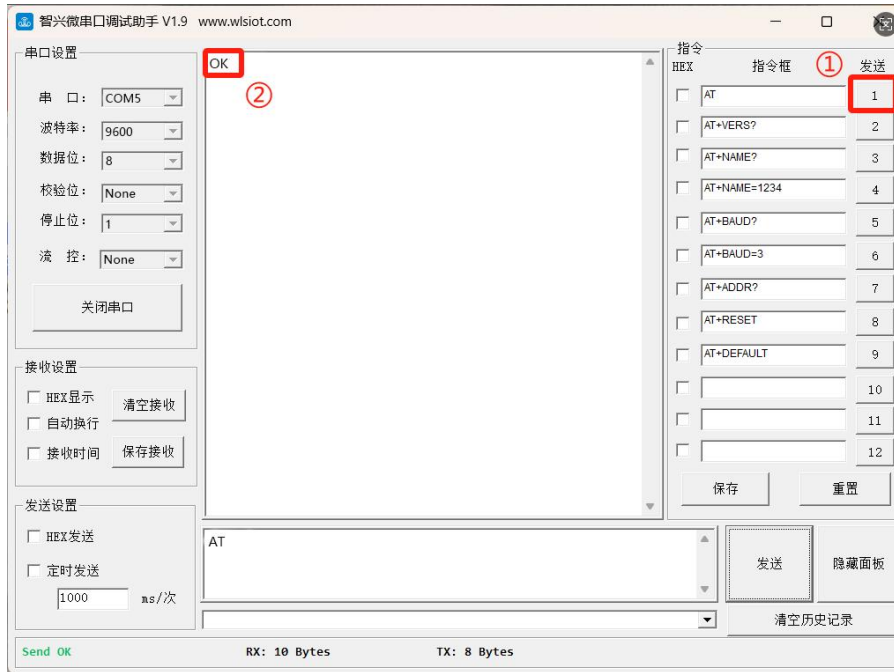 智兴微串口调试助手 V1.9 www.wlsiot.com
串口设置
串 口: COM5
波特率: 9600
数据位: 8
校验位: None
停止位: 1
流 控: None
关闭串口
接收设置
HEX显示
清空接收
自动换行
接收时间
保存接收
发送设置
HEX发送
定时发送
1000 ms/次
OK
②
AT
指令
HEX 指令框 ① 发送
AT 1
AT+VERS? 2
AT+NAME? 3
AT+NAME=1234 4
AT+BAUD? 5
AT+BAUD=3 6
AT+ADDR? 7
AT+RESET 8
AT+DEFAULT 9
10
11
12
保存 重置
发送 隐藏面板
清空历史记录
Send OK RX: 10 Bytes TX: 8 Bytes